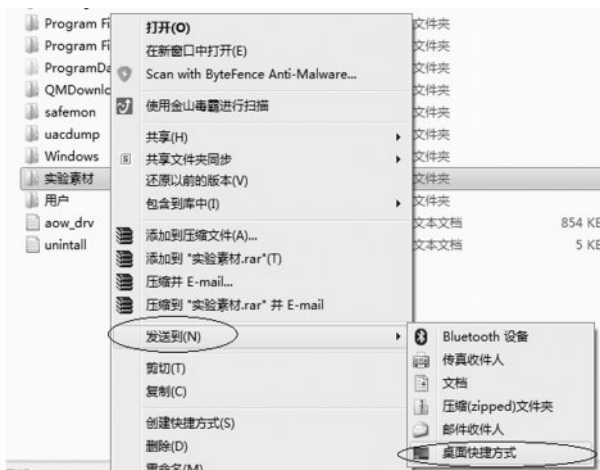 Program Fi
Program Fi
ProgramDa
QMDownlo
safemon
uacdump
Windows
实验素材
用户
aow_drv
unintall
打开(O)
在新窗口中打开(E)
Scan with ByteFence Anti-Malware...
使用金山毒霸进行扫描
共享(H)
共享文件夹同步
还原以前的版本(V)
包含到库中(I)
添加到压缩文件(A)...
添加到 "实验素材.rar"(T)
压缩并 E-mail...
压缩到 "实验素材.rar" 并 E-mail
发送到(N)
剪切(T)
复制(C)
创建快捷方式(S)
删除(D)
重命名(M)
文件夹
文件夹
文件夹
文件夹
文件夹
文件夹
文件夹
文件夹
文件夹
文本文档 854 KB
文本文档 5 KB
Bluetooth 设备
传真收件人
文档
压缩(zipped)文件夹
邮件收件人
桌面快捷方式